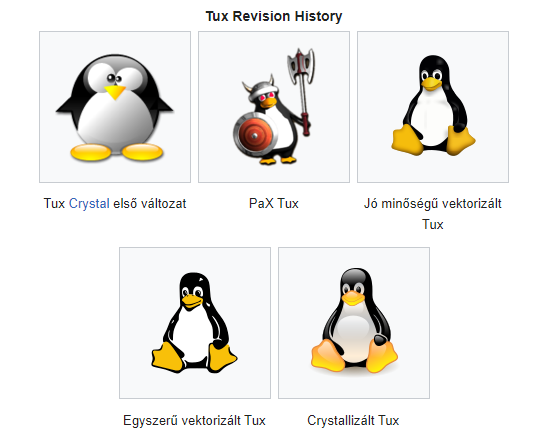 Tux Revision History
Tux Crystal első változat
PaX Tux
Jó minőségű vektorizált
Tux
Egyszerű vektorizált Tux
Crystallizált Tux